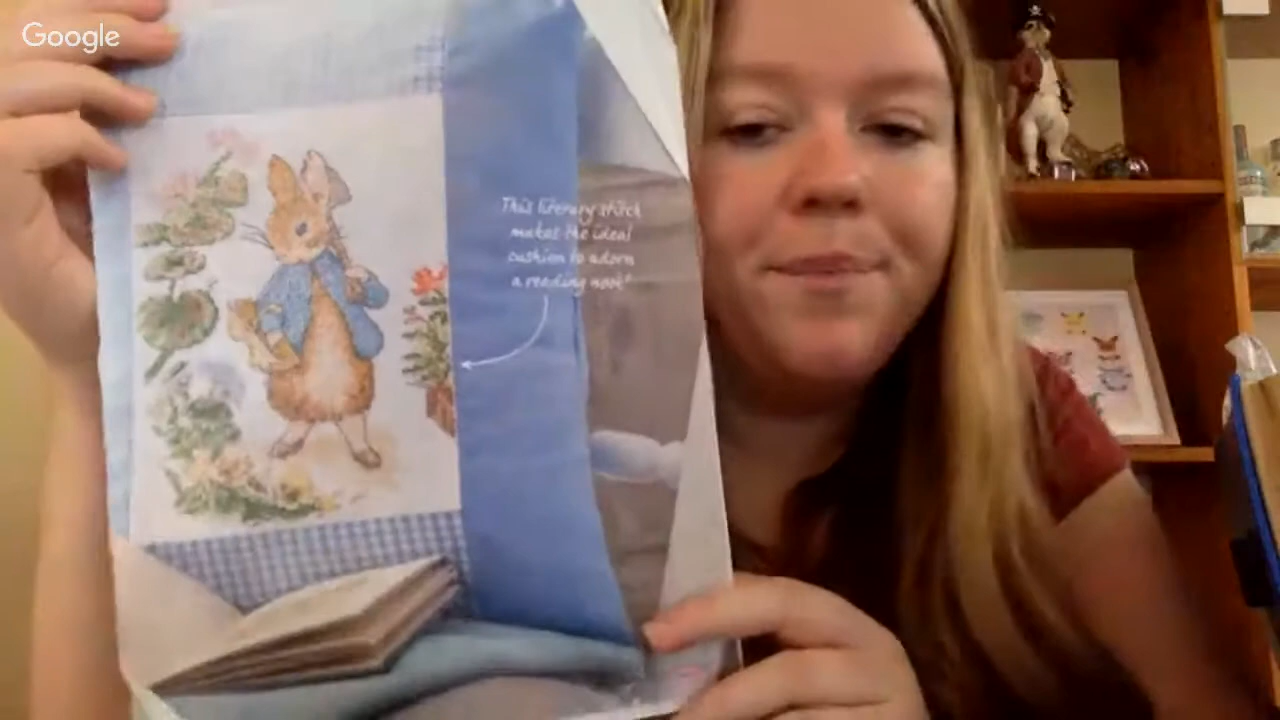 Google
This literary stitch
makes the ideal
cushion to adorn
a reading nook!